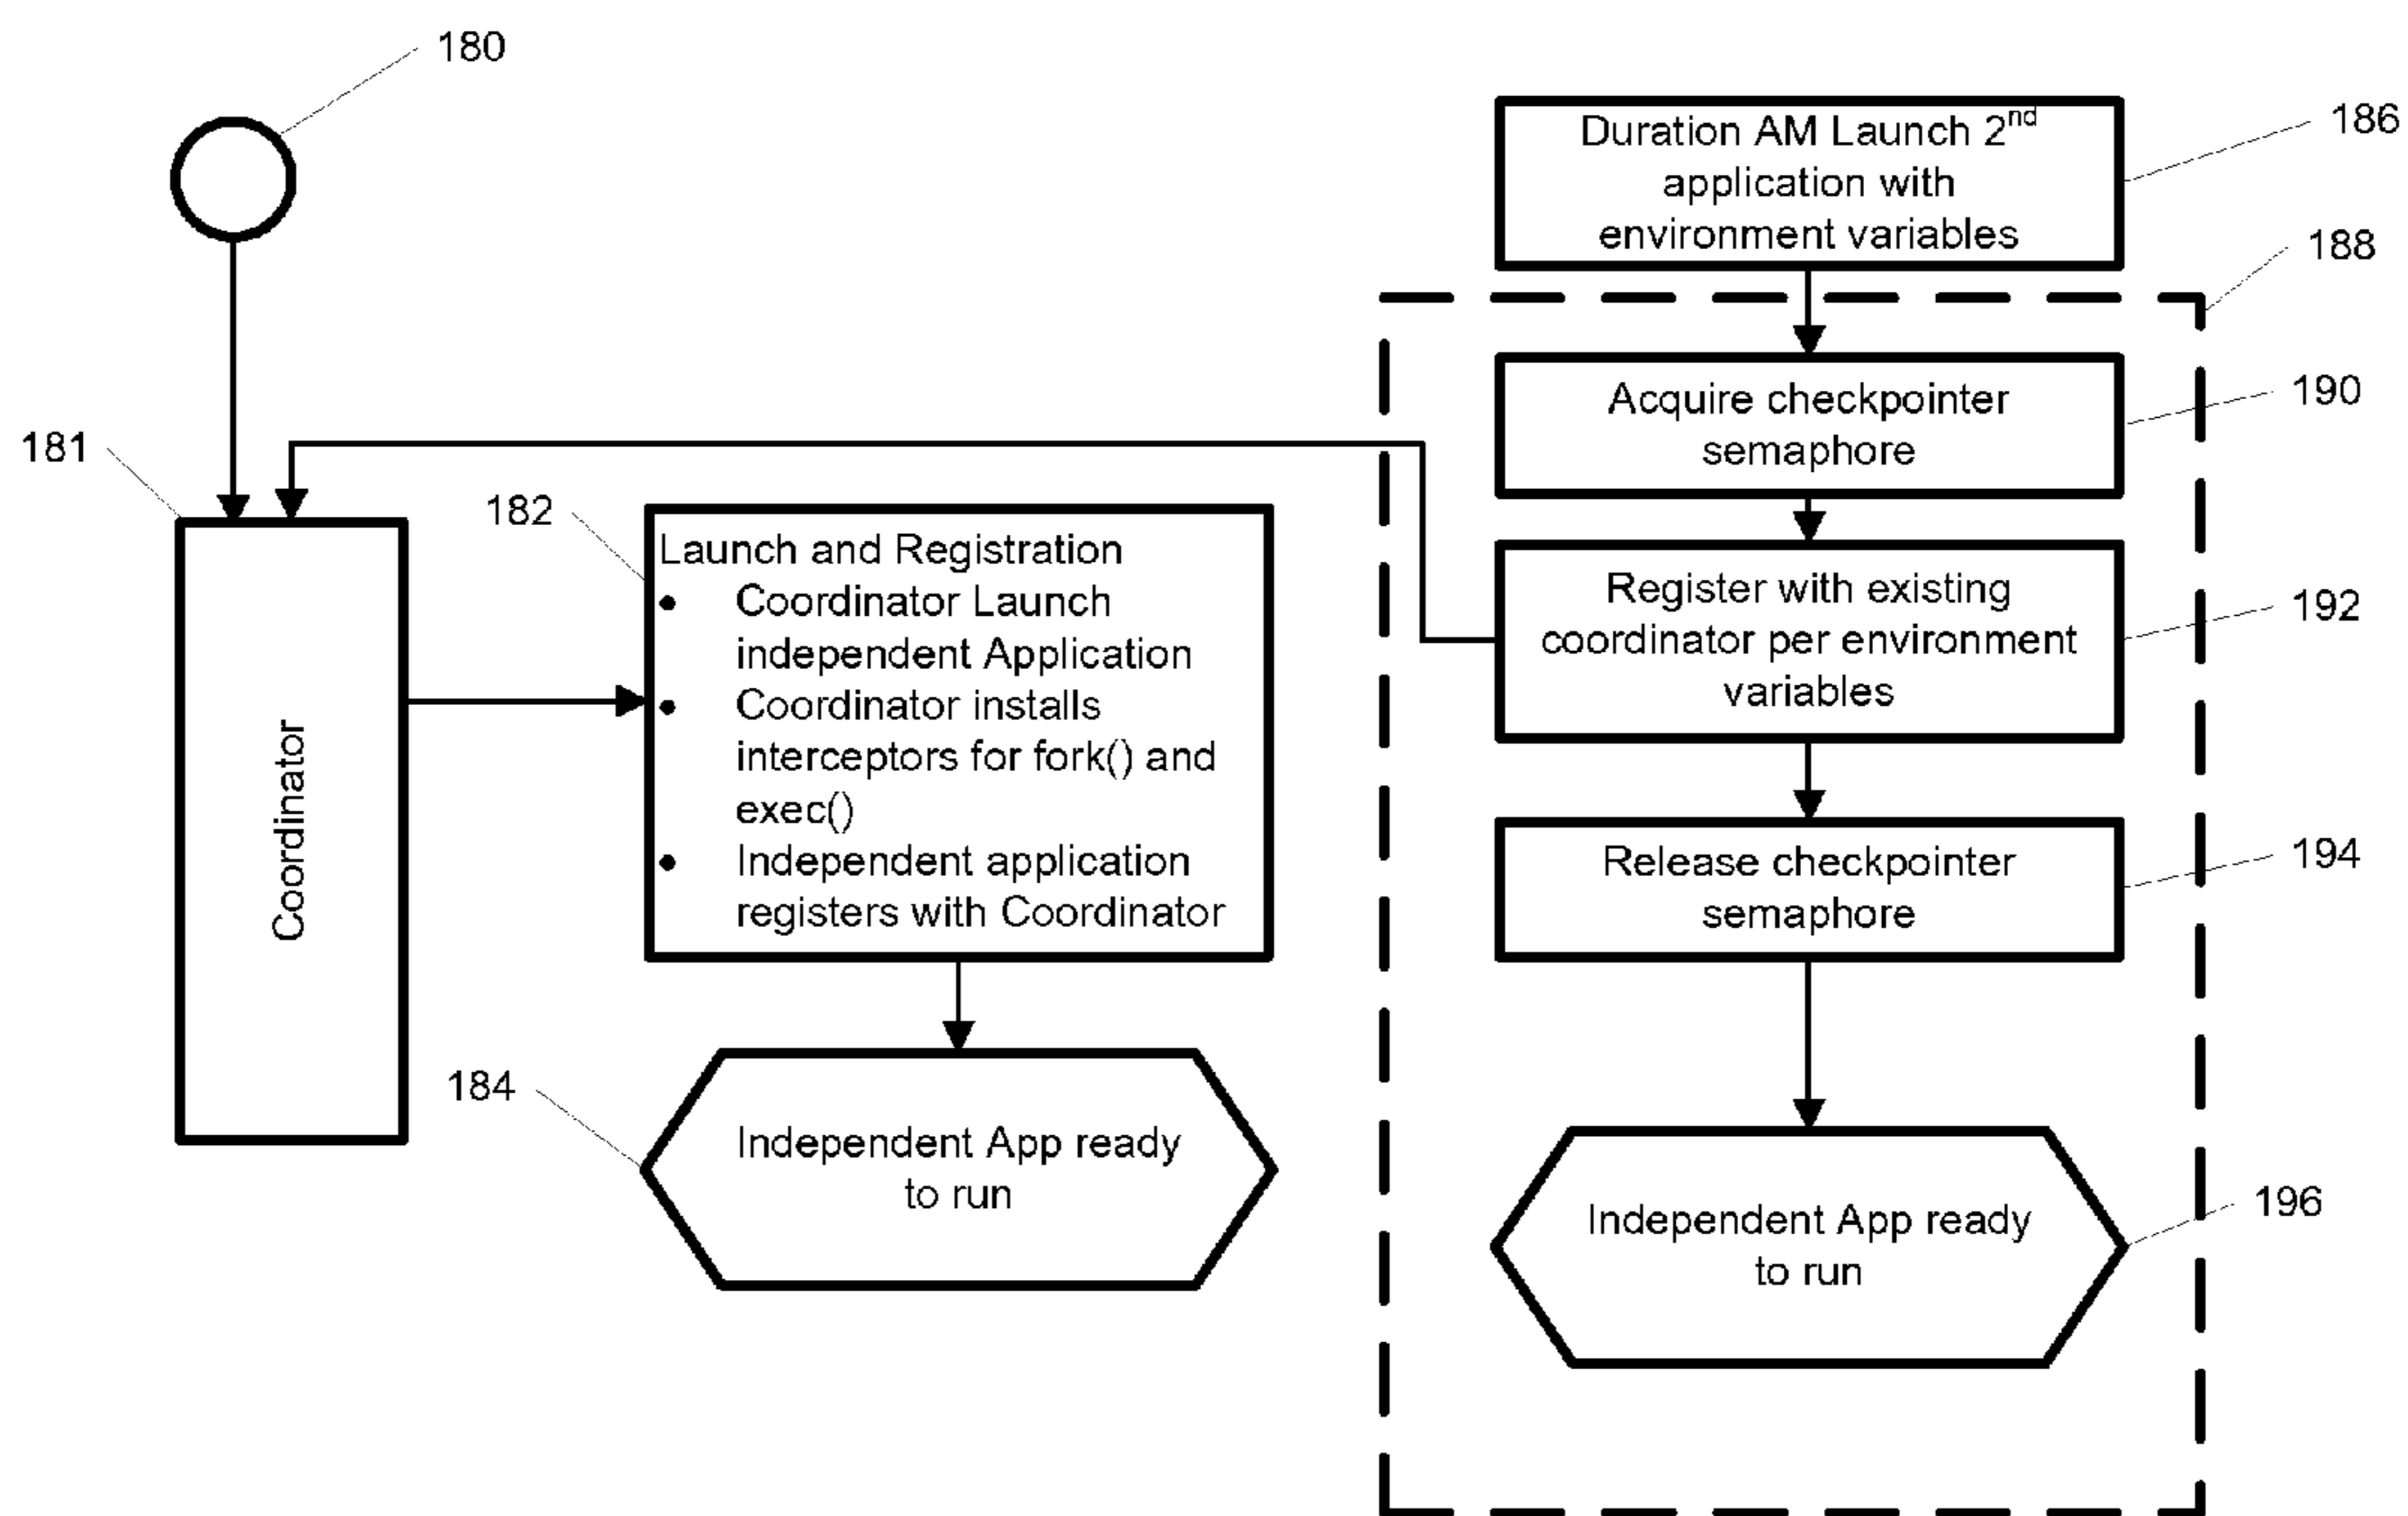 180
Duration AM Launch 2nd
application with
environment variables
186
188
Acquire checkpointer
semaphore
190
181
182
Launch and Registration
• Coordinator Launch
independent Application
• Coordinator installs
interceptors for fork() and
exec()
• Independent application
registers with Coordinator
Coordinator
Register with existing
coordinator per environment
variables
192
Release checkpointer
semaphore
194
184
Independent App ready
to run
Independent App ready
to run
196